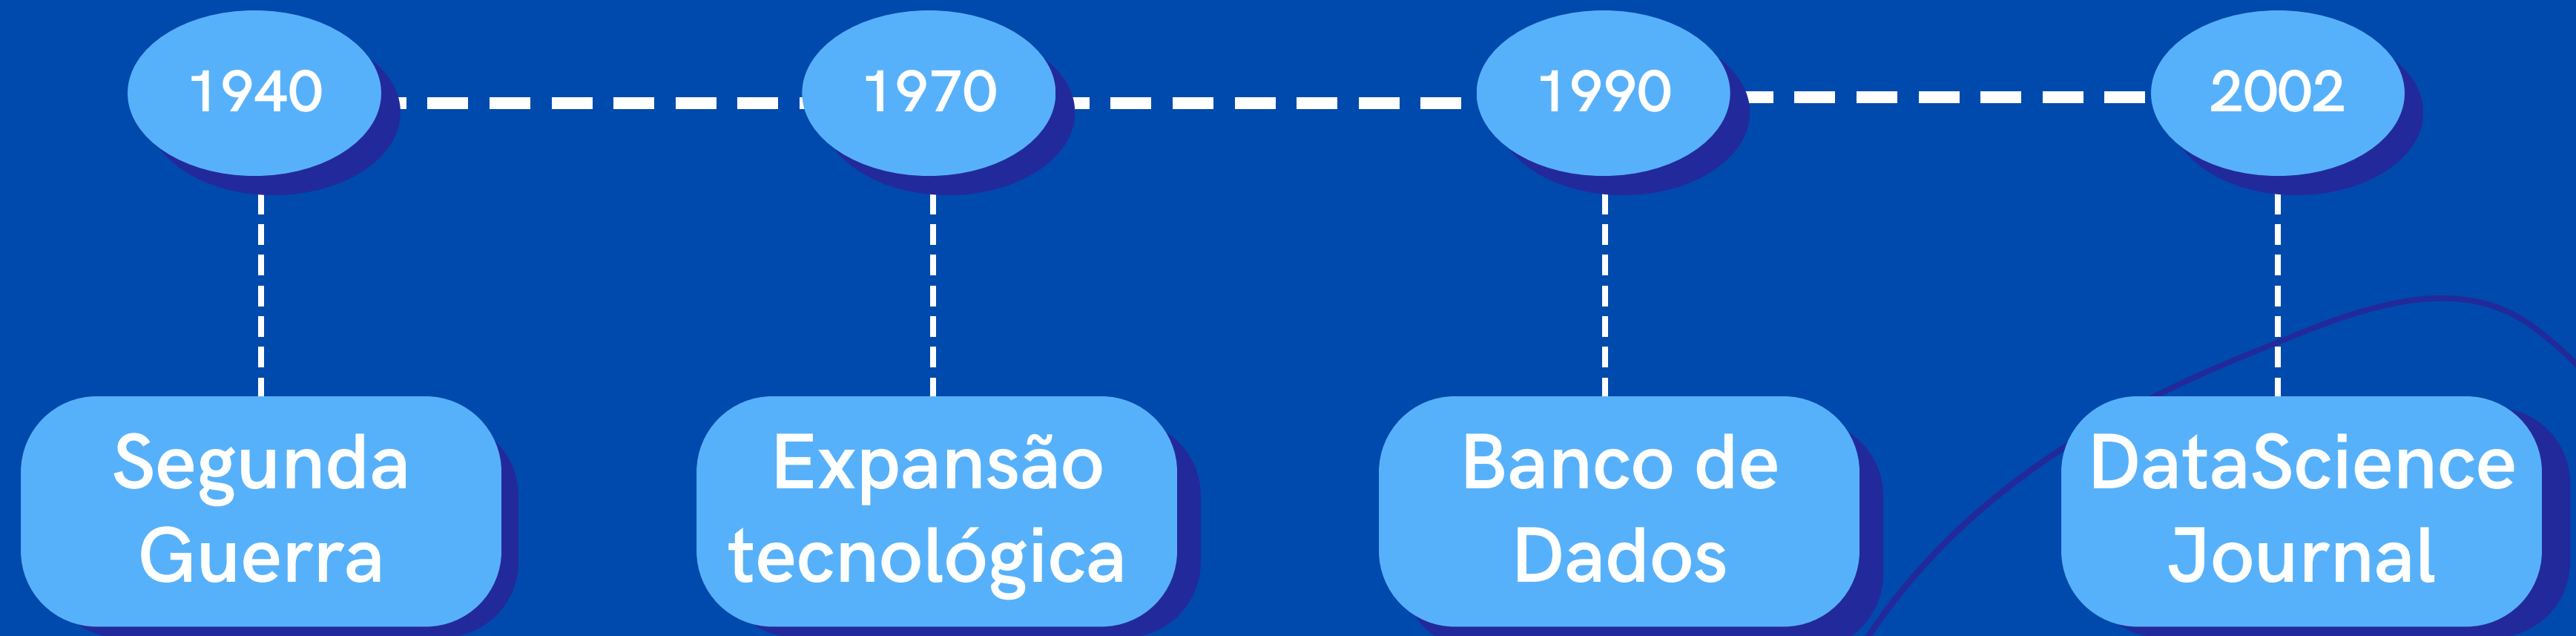 1940
1970
1990
2002
Segunda
Guerra
Expansão
tecnológica
Banco de
Dados
DataScience
Journal